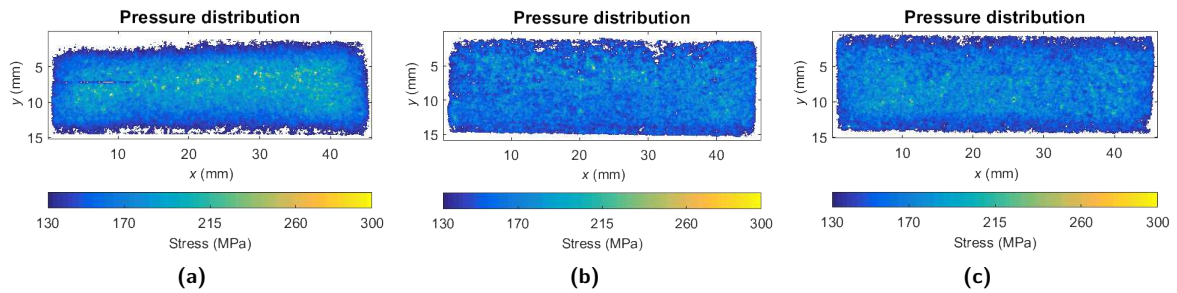 Pressure distribution
y (mm)
5
10
15
10 20 30 40
x (mm)
130 170 215 260 300
Stress (MPa)
(a)
Pressure distribution
y (mm)
5
10
15
10 20 30 40
x (mm)
130 170 215 260 300
Stress (MPa)
(b)
Pressure distribution
y (mm)
5
10
15
10 20 30 40
x (mm)
130 170 215 260 300
Stress (MPa)
(c)